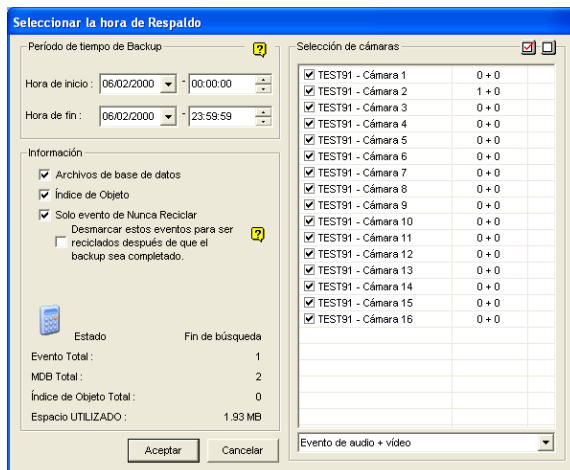 Seleccionar la hora de Respaldo
Período de tiempo de Backup
?
Hora de inicio : 06/02/2000 - 00:00:00
Hora de fin : 06/02/2000 - 23:59:59
Información
Archivos de base de datos
Índice de Objeto
Solo evento de Nunca Reciclar
Desmarcar estos eventos para ser
reciclados después de que el
backup sea completado.
?
Estado Fin de búsqueda
Evento Total : 1
MDB Total : 2
Índice de Objeto Total : 0
Espacio UTILIZADO : 1.93 MB
Aceptar Cancelar
Selección de cámaras
TEST91 - Cámara 1 0 + 0
TEST91 - Cámara 2 1 + 0
TEST91 - Cámara 3 0 + 0
TEST91 - Cámara 4 0 + 0
TEST91 - Cámara 5 0 + 0
TEST91 - Cámara 6 0 + 0
TEST91 - Cámara 7 0 + 0
TEST91 - Cámara 8 0 + 0
TEST91 - Cámara 9 0 + 0
TEST91 - Cámara 10 0 + 0
TEST91 - Cámara 11 0 + 0
TEST91 - Cámara 12 0 + 0
TEST91 - Cámara 13 0 + 0
TEST91 - Cámara 14 0 + 0
TEST91 - Cámara 15 0 + 0
TEST91 - Cámara 16 0 + 0
Evento de audio + vídeo